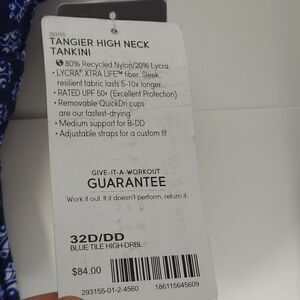 293155
TANGIER HIGH NECK
TANKINI
80% Recycled Nylon/20% Lycra
• LYCRA® XTRA LIFE™ fiber. Sleek,
resilient fabric lasts 5-10x longer
• RATED UPF 50+ (Excellent Protection)
• Removable QuickDri cups
are our fastest-drying
• Medium support for B-DD
• Adjustable straps for a custom fit
GIVE-IT-A-WORKOUT
GUARANTEE
Work it out. If it doesn't perform, return it.
32D/DD
BLUE TILE HIGH-DRBL
$84.00
293155-01-2-4560 186115645609